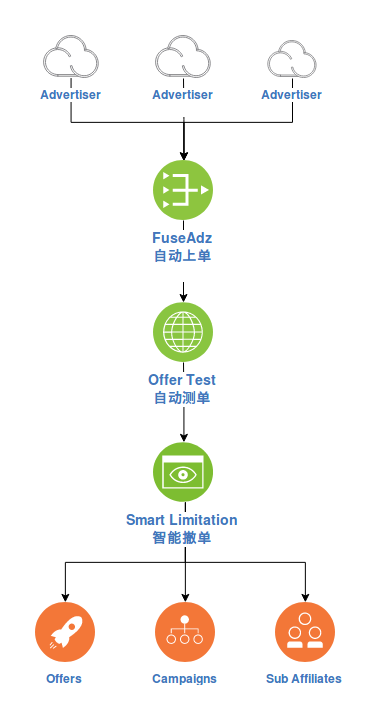 Advertiser Advertiser Advertiser
FuseAdz
自动上单
Offer Test
自动测单
Smart Limitation
智能撤单
Offers Campaigns Sub Affiliates